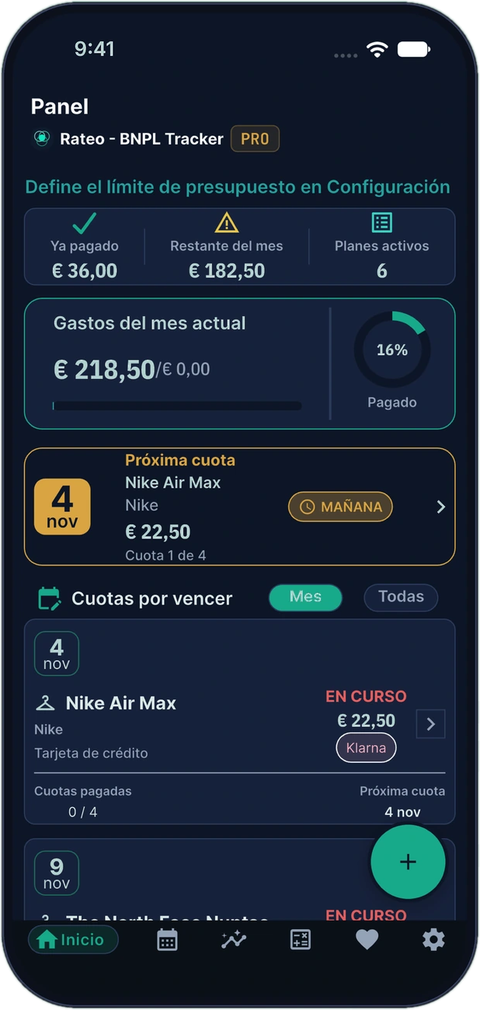 9:41
Panel
Rateo - BNPL Tracker PRO
Define el límite de presupuesto en Configuración
Ya pagado
€ 36,00
Restante del mes
€ 182,50
Planes activos
6
Gastos del mes actual
€ 218,50/€ 0,00
16%
Pagado
4
nov
Próxima cuota
Nike Air Max
Nike
€ 22,50
Cuota 1 de 4
MAÑANA
Cuotas por vencer
Mes
Todas
4
nov
Nike Air Max
Nike
Tarjeta de crédito
EN CURSO
€ 22,50
Klarna
Cuotas pagadas
0 / 4
Próxima cuota
4 nov
9
nov
The North Face Nuptse
EN CURSO
+
Inicio